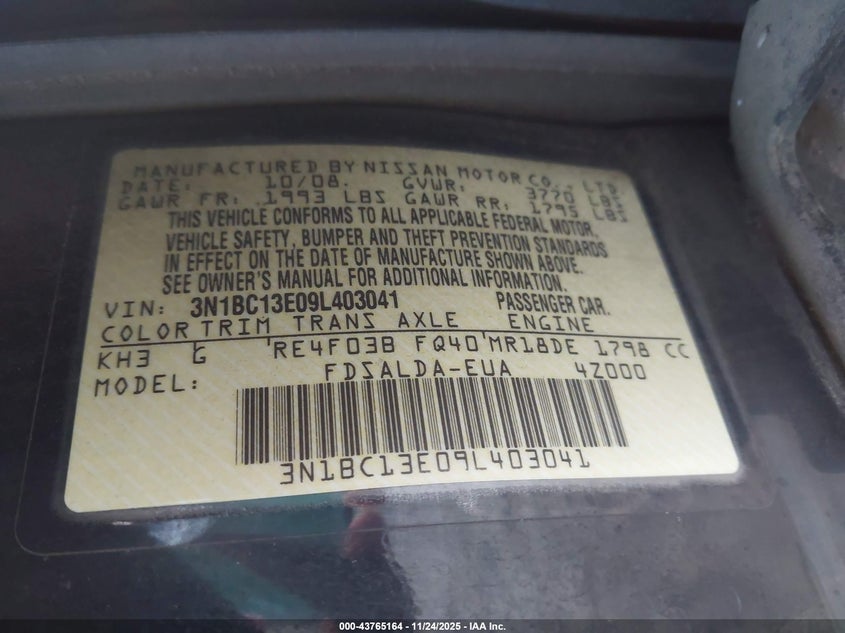 MANUFACTURED BY NISSAN MOTOR CO., LTD.
DATE: 10/08. GVWR: 3770 LBS
GAWR FR: 1993 LBS GAWR RR: 1795 LBS
THIS VEHICLE CONFORMS TO ALL APPLICABLE FEDERAL MOTOR.
VEHICLE SAFETY, BUMPER AND THEFT PREVENTION STANDARDS
IN EFFECT ON THE DATE OF MANUFACTURE SHOWN ABOVE.
SEE OWNER'S MANUAL FOR ADDITIONAL INFORMATION.
VIN: 3N1BC13E09L403041 PASSENGER CAR.
COLOR TRIM TRANS AXLE ENGINE
KH3 G RE4F03B FQ40 MR18DE 1798 CC
MODEL: FDSALDA-EUA 4Z000
3N1BC13E09L403041
000-43765164 - 11/24/2025 - IAA Inc.